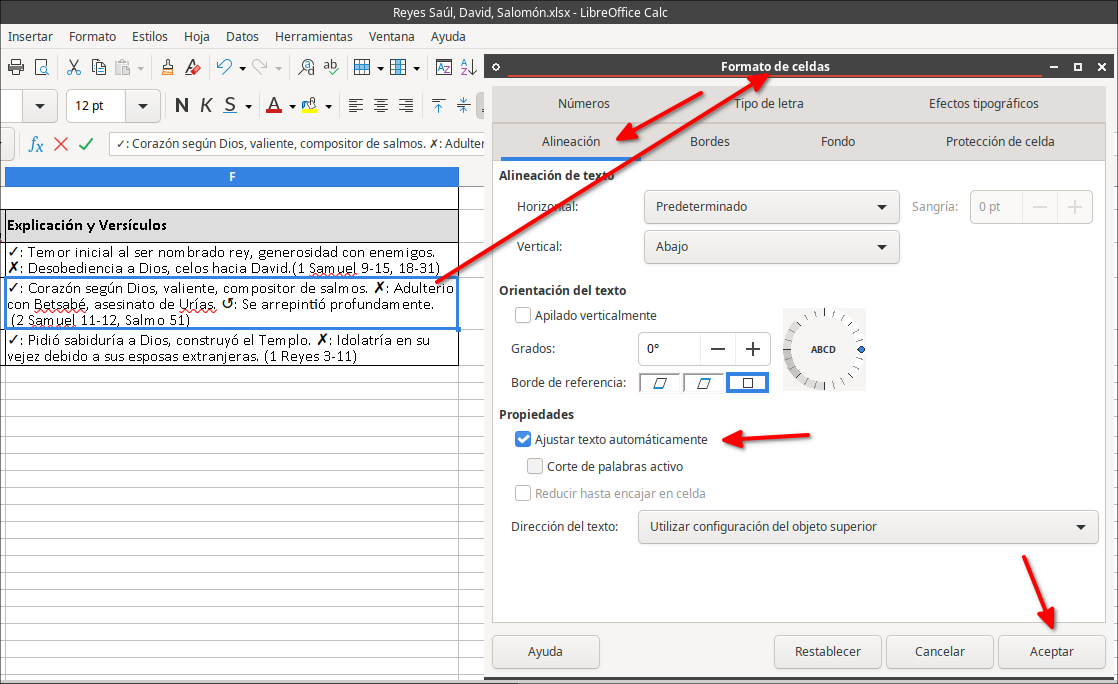 Reyes Saúl, David, Salomón.xlsx - LibreOffice Calc
Insertar Formato Estilos Hoja Datos Herramientas Ventana Ayuda
12 pt N K S A
fx ✓: Corazón según Dios, valiente, compositor de salmos. ✗: Adulter
F
Explicación y Versículos
✓: Temor inicial al ser nombrado rey, generosidad con enemigos.
✗: Desobediencia a Dios, celos hacia David.(1 Samuel 9-15, 18-31)
✓: Corazón según Dios, valiente, compositor de salmos. ✗: Adulterio
con Betsabé, asesinato de Urías. ↺: Se arrepintió profundamente.
(2 Samuel 11-12, Salmo 51)
✓: Pidió sabiduría a Dios, construyó el Templo. ✗: Idolatría en su
vejez debido a sus esposas extranjeras. (1 Reyes 3-11)
Formato de celdas
Números Tipo de letra Efectos tipográficos
Alineación Bordes Fondo Protección de celda
Alineación de texto
Horizontal: Predeterminado Sangría: 0 pt
Vertical: Abajo
Orientación del texto
Apilado verticalmente
Grados: 0° ABCD
Borde de referencia:
Propiedades
Ajustar texto automáticamente
Corte de palabras activo
Reducir hasta encajar en celda
Dirección del texto: Utilizar configuración del objeto superior
Ayuda Restablecer Cancelar Aceptar